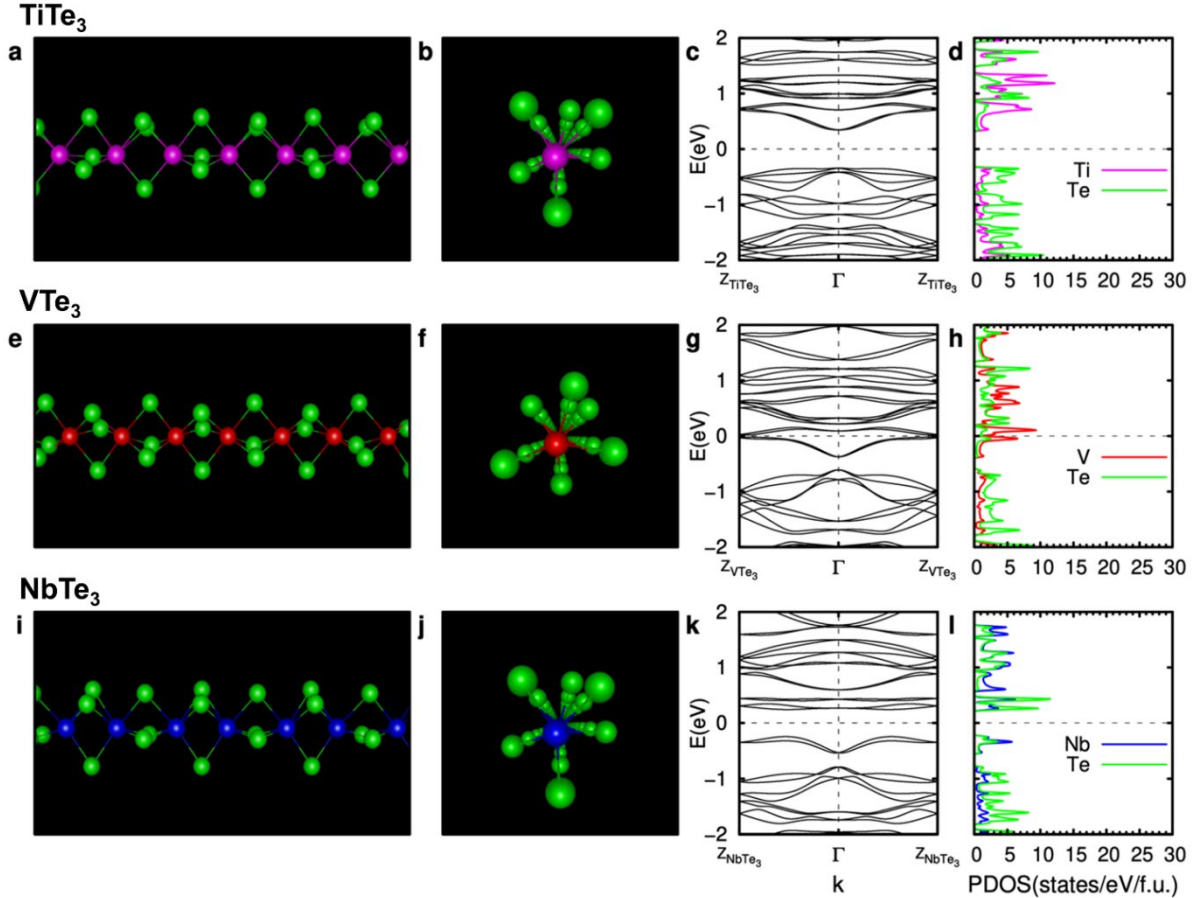 TiTe3
a
b
c
d
2
1
0
-1
-2
E(eV)
ZTiTe3
Γ
ZTiTe3
Ti
Te
0 5 10 15 20 25 30
VTe3
e
f
g
h
2
1
0
-1
-2
E(eV)
ZVTe3
Γ
ZVTe3
V
Te
0 5 10 15 20 25 30
NbTe3
i
j
k
l
2
1
0
-1
-2
E(eV)
ZNbTe3
Γ
ZNbTe3
Nb
Te
0 5 10 15 20 25 30
k
PDOS(states/eV/f.u.)